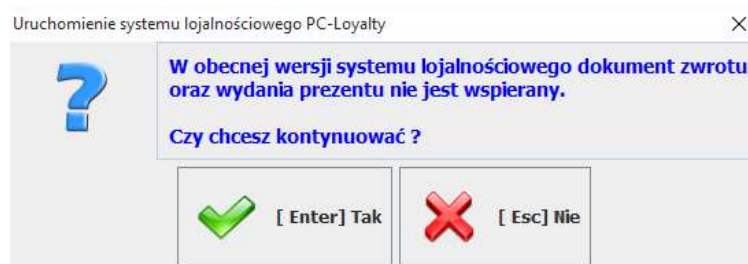 Uruchomienie systemu lojalnościowego PC-Loyalty
W obecnej wersji systemu lojalnościowego dokument zwrotu
oraz wydania prezentu nie jest wspierany.
Czy chcesz kontynuować ?
[ Enter] Tak
[ Esc] Nie